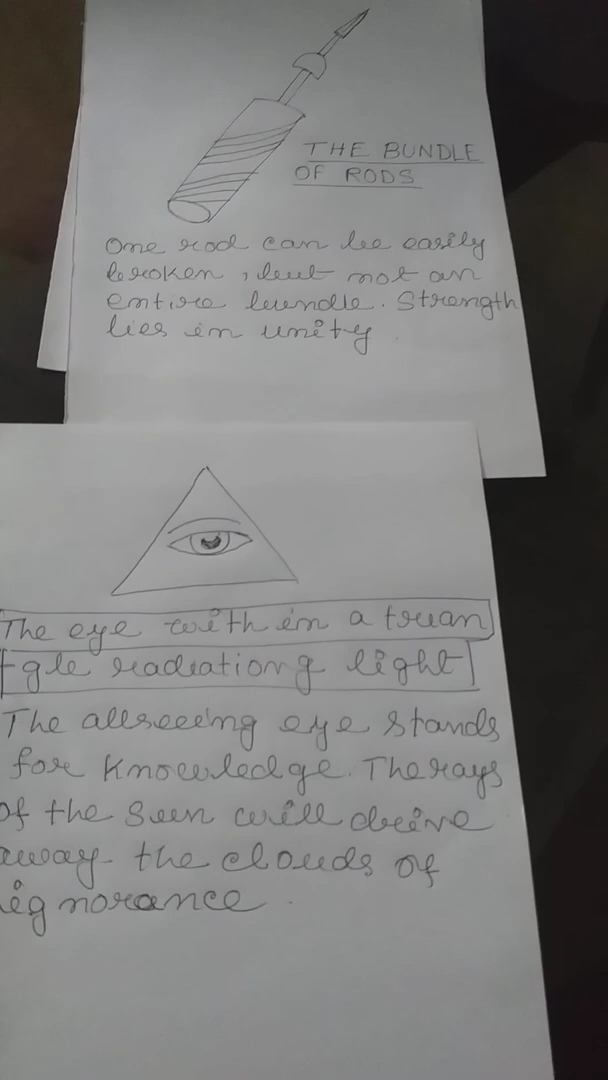 THE BUNDLE
OF RODS
One rod can be easily
broken, but not an
entire bundle. Strength
lies in unity
The eye with in a trian
gle radiationg light
The allseeing eye stands
for knowledge. The rays
of the sun will drive
away the clouds of
ignorance.